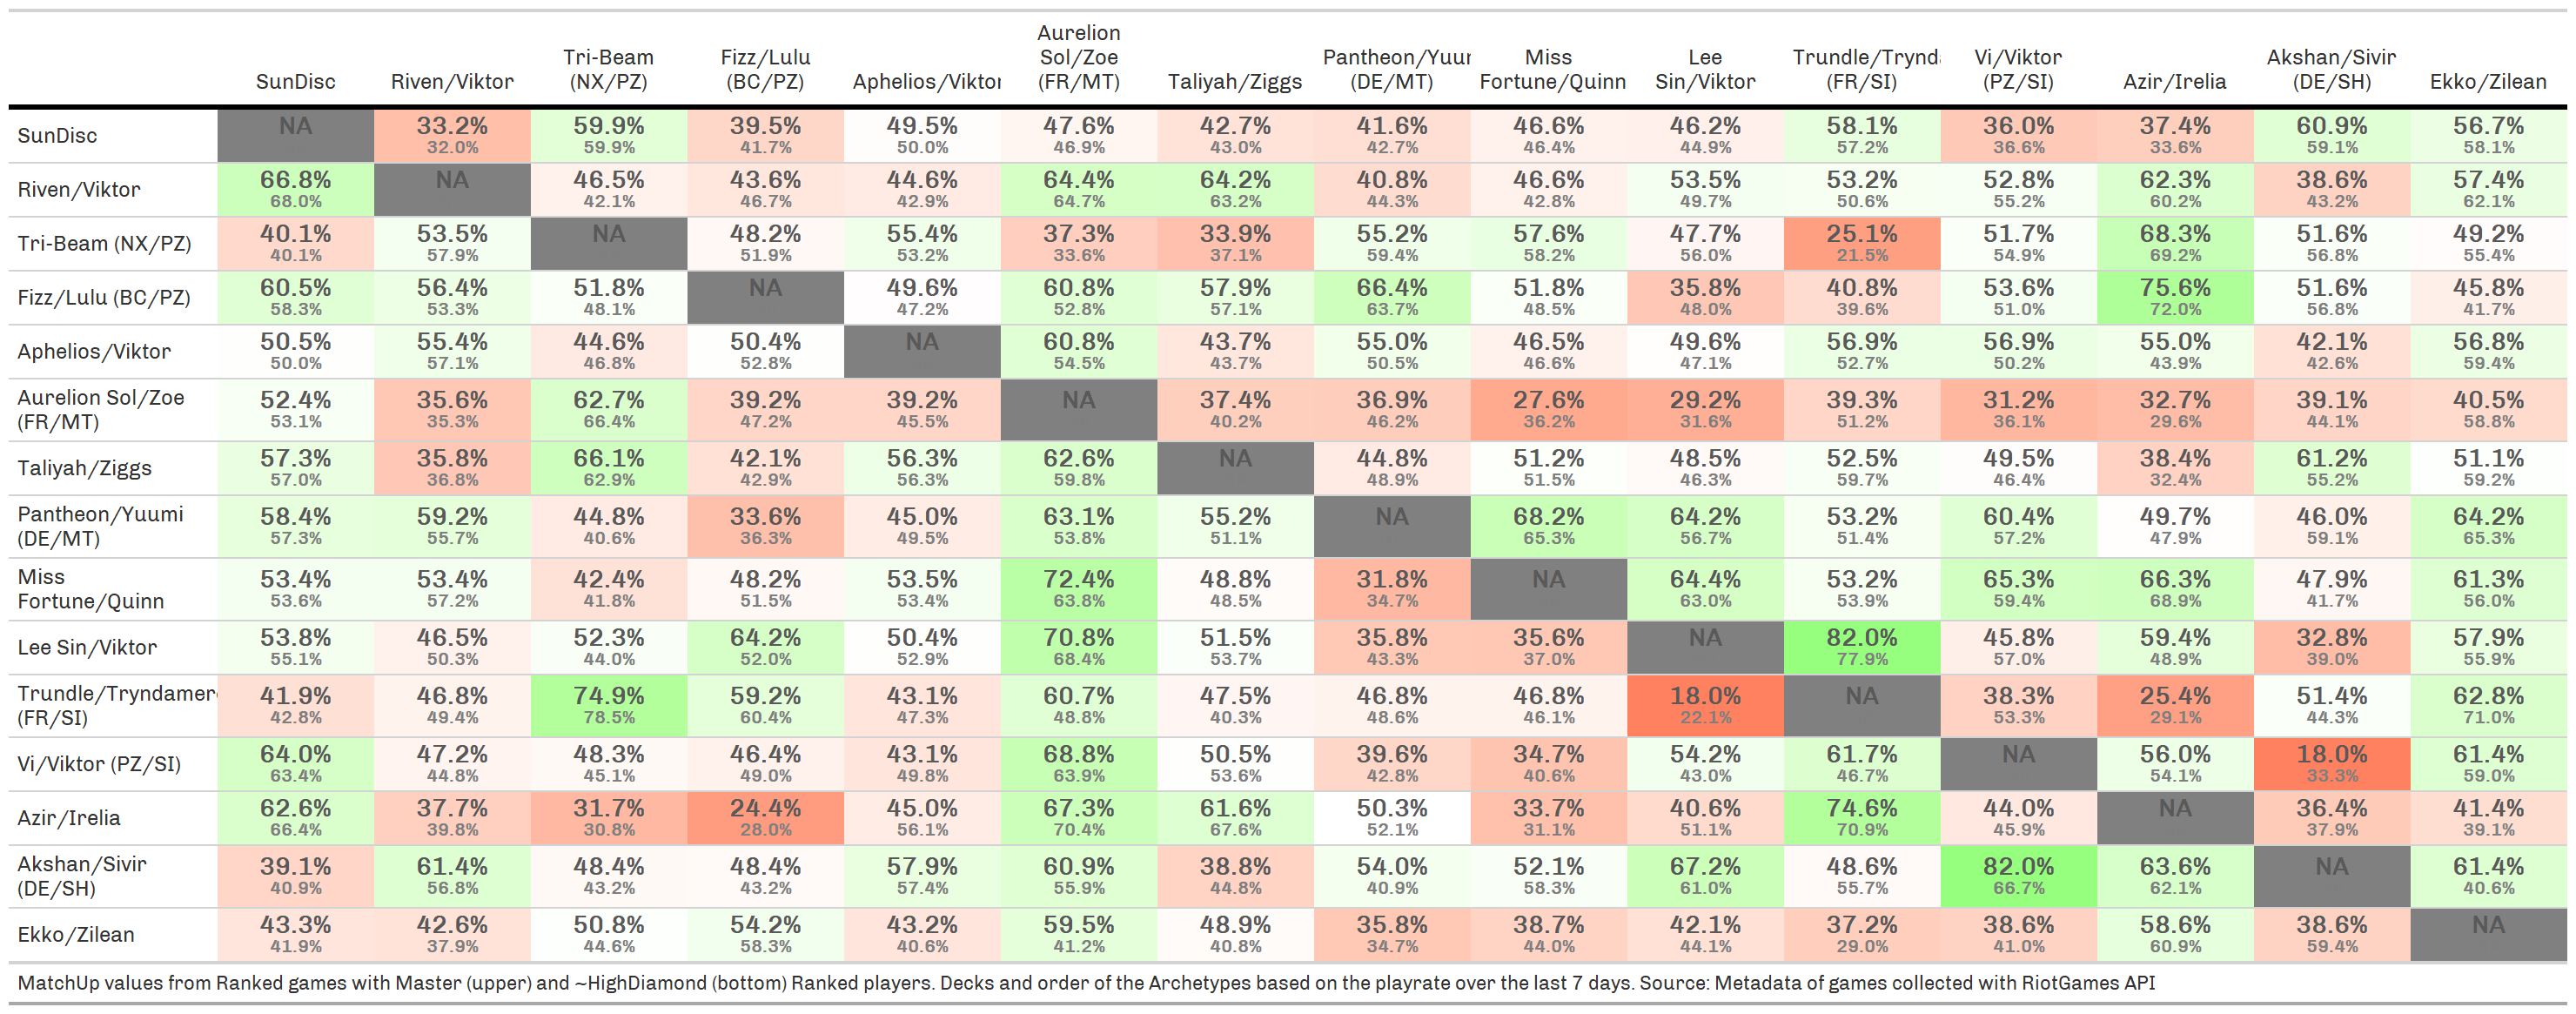 Aurelion
Tri-Beam Fizz/Lulu Sol/Zoe Pantheon/Yuur Miss Lee Trundle/Trynda Vi/Viktor Akshan/Sivir
SunDisc Riven/Viktor (NX/PZ) (BC/PZ) Aphelios/Viktor (FR/MT) Taliyah/Ziggs (DE/MT) Fortune/Quinn Sin/Viktor (FR/SI) (PZ/SI) Azir/Irelia (DE/SH) Ekko/Zilean
SunDisc NA 33.2% 59.9% 39.5% 49.5% 47.6% 42.7% 41.6% 46.6% 46.2% 58.1% 36.0% 37.4% 60.9% 56.7%
32.0% 59.9% 41.7% 50.0% 46.9% 43.0% 42.7% 46.4% 44.9% 57.2% 36.6% 33.6% 59.1% 58.1%
Riven/Viktor 66.8% NA 46.5% 43.6% 44.6% 64.4% 64.2% 40.8% 46.6% 53.5% 53.2% 52.8% 62.3% 38.6% 57.4%
68.0% 42.1% 46.7% 42.9% 64.7% 63.2% 44.3% 42.8% 49.7% 50.6% 55.2% 60.2% 43.2% 62.1%
Tri-Beam (NX/PZ) 40.1% 53.5% NA 48.2% 55.4% 37.3% 33.9% 55.2% 57.6% 47.7% 25.1% 51.7% 68.3% 51.6% 49.2%
40.1% 57.9% 51.9% 53.2% 33.6% 37.1% 59.4% 58.2% 56.0% 21.5% 54.9% 69.2% 56.8% 55.4%
Fizz/Lulu (BC/PZ) 60.5% 56.4% 51.8% NA 49.6% 60.8% 57.9% 66.4% 51.8% 35.8% 40.8% 53.6% 75.6% 51.6% 45.8%
58.3% 53.3% 48.1% 47.2% 52.8% 57.1% 63.7% 48.5% 48.0% 39.6% 51.0% 72.0% 56.8% 41.7%
Aphelios/Viktor 50.5% 55.4% 44.6% 50.4% NA 60.8% 43.7% 55.0% 46.5% 49.6% 56.9% 56.9% 55.0% 42.1% 56.8%
50.0% 57.1% 46.8% 52.8% 54.5% 43.7% 50.5% 46.6% 47.1% 52.7% 50.2% 43.9% 42.6% 59.4%
Aurelion Sol/Zoe 52.4% 35.6% 62.7% 39.2% 39.2% NA 37.4% 36.9% 27.6% 29.2% 39.3% 31.2% 32.7% 39.1% 40.5%
(FR/MT) 53.1% 35.3% 66.4% 47.2% 45.5% 40.2% 46.2% 36.2% 31.6% 51.2% 36.1% 29.6% 44.1% 58.8%
Taliyah/Ziggs 57.3% 35.8% 66.1% 42.1% 56.3% 62.6% NA 44.8% 51.2% 48.5% 52.5% 49.5% 38.4% 61.2% 51.1%
57.0% 36.8% 62.9% 42.9% 56.3% 59.8% 48.9% 51.5% 46.3% 59.7% 46.4% 32.4% 55.2% 59.2%
Pantheon/Yuumi 58.4% 59.2% 44.8% 33.6% 45.0% 63.1% 55.2% NA 68.2% 64.2% 53.2% 60.4% 49.7% 46.0% 64.2%
(DE/MT) 57.3% 55.7% 40.6% 36.3% 49.5% 53.8% 51.1% 65.3% 56.7% 51.4% 57.2% 47.9% 59.1% 65.3%
Miss 53.4% 53.4% 42.4% 48.2% 53.5% 72.4% 48.8% 31.8% NA 64.4% 53.2% 65.3% 66.3% 47.9% 61.3%
Fortune/Quinn 53.6% 57.2% 41.8% 51.5% 53.4% 63.8% 48.5% 34.7% 63.0% 53.9% 59.4% 68.9% 41.7% 56.0%
Lee Sin/Viktor 53.8% 46.5% 52.3% 64.2% 50.4% 70.8% 51.5% 35.8% 35.6% NA 82.0% 45.8% 59.4% 32.8% 57.9%
55.1% 50.3% 44.0% 52.0% 52.9% 68.4% 53.7% 43.3% 37.0% 77.9% 57.0% 48.9% 39.0% 55.9%
Trundle/Tryndamer 41.9% 46.8% 74.9% 59.2% 43.1% 60.7% 47.5% 46.8% 46.8% 18.0% NA 38.3% 25.4% 51.4% 62.8%
(FR/SI) 42.8% 49.4% 78.5% 60.4% 47.3% 48.8% 40.3% 48.6% 46.1% 22.1% 53.3% 29.1% 44.3% 71.0%
Vi/Viktor (PZ/SI) 64.0% 47.2% 48.3% 46.4% 43.1% 68.8% 50.5% 39.6% 34.7% 54.2% 61.7% NA 56.0% 18.0% 61.4%
63.4% 44.8% 45.1% 49.0% 49.8% 63.9% 53.6% 42.8% 40.6% 43.0% 46.7% 54.1% 33.3% 59.0%
Azir/Irelia 62.6% 37.7% 31.7% 24.4% 45.0% 67.3% 61.6% 50.3% 33.7% 40.6% 74.6% 44.0% NA 36.4% 41.4%
66.4% 39.8% 30.8% 28.0% 56.1% 70.4% 67.6% 52.1% 31.1% 51.1% 70.9% 45.9% 37.9% 39.1%
Akshan/Sivir 39.1% 61.4% 48.4% 48.4% 57.9% 60.9% 38.8% 54.0% 52.1% 67.2% 48.6% 82.0% 63.6% NA 61.4%
(DE/SH) 40.9% 56.8% 43.2% 43.2% 57.4% 55.9% 44.8% 40.9% 58.3% 61.0% 55.7% 66.7% 62.1% 40.6%
Ekko/Zilean 43.3% 42.6% 50.8% 54.2% 43.2% 59.5% 48.9% 35.8% 38.7% 42.1% 37.2% 38.6% 58.6% 38.6% NA
41.9% 37.9% 44.6% 58.3% 40.6% 41.2% 40.8% 34.7% 44.0% 44.1% 29.0% 41.0% 60.9% 59.4%
MatchUp values from Ranked games with Master (upper) and ~HighDiamond (bottom) Ranked players. Decks and order of the Archetypes based on the playrate over the last 7 days. Source: Metadata of games collected with RiotGames API